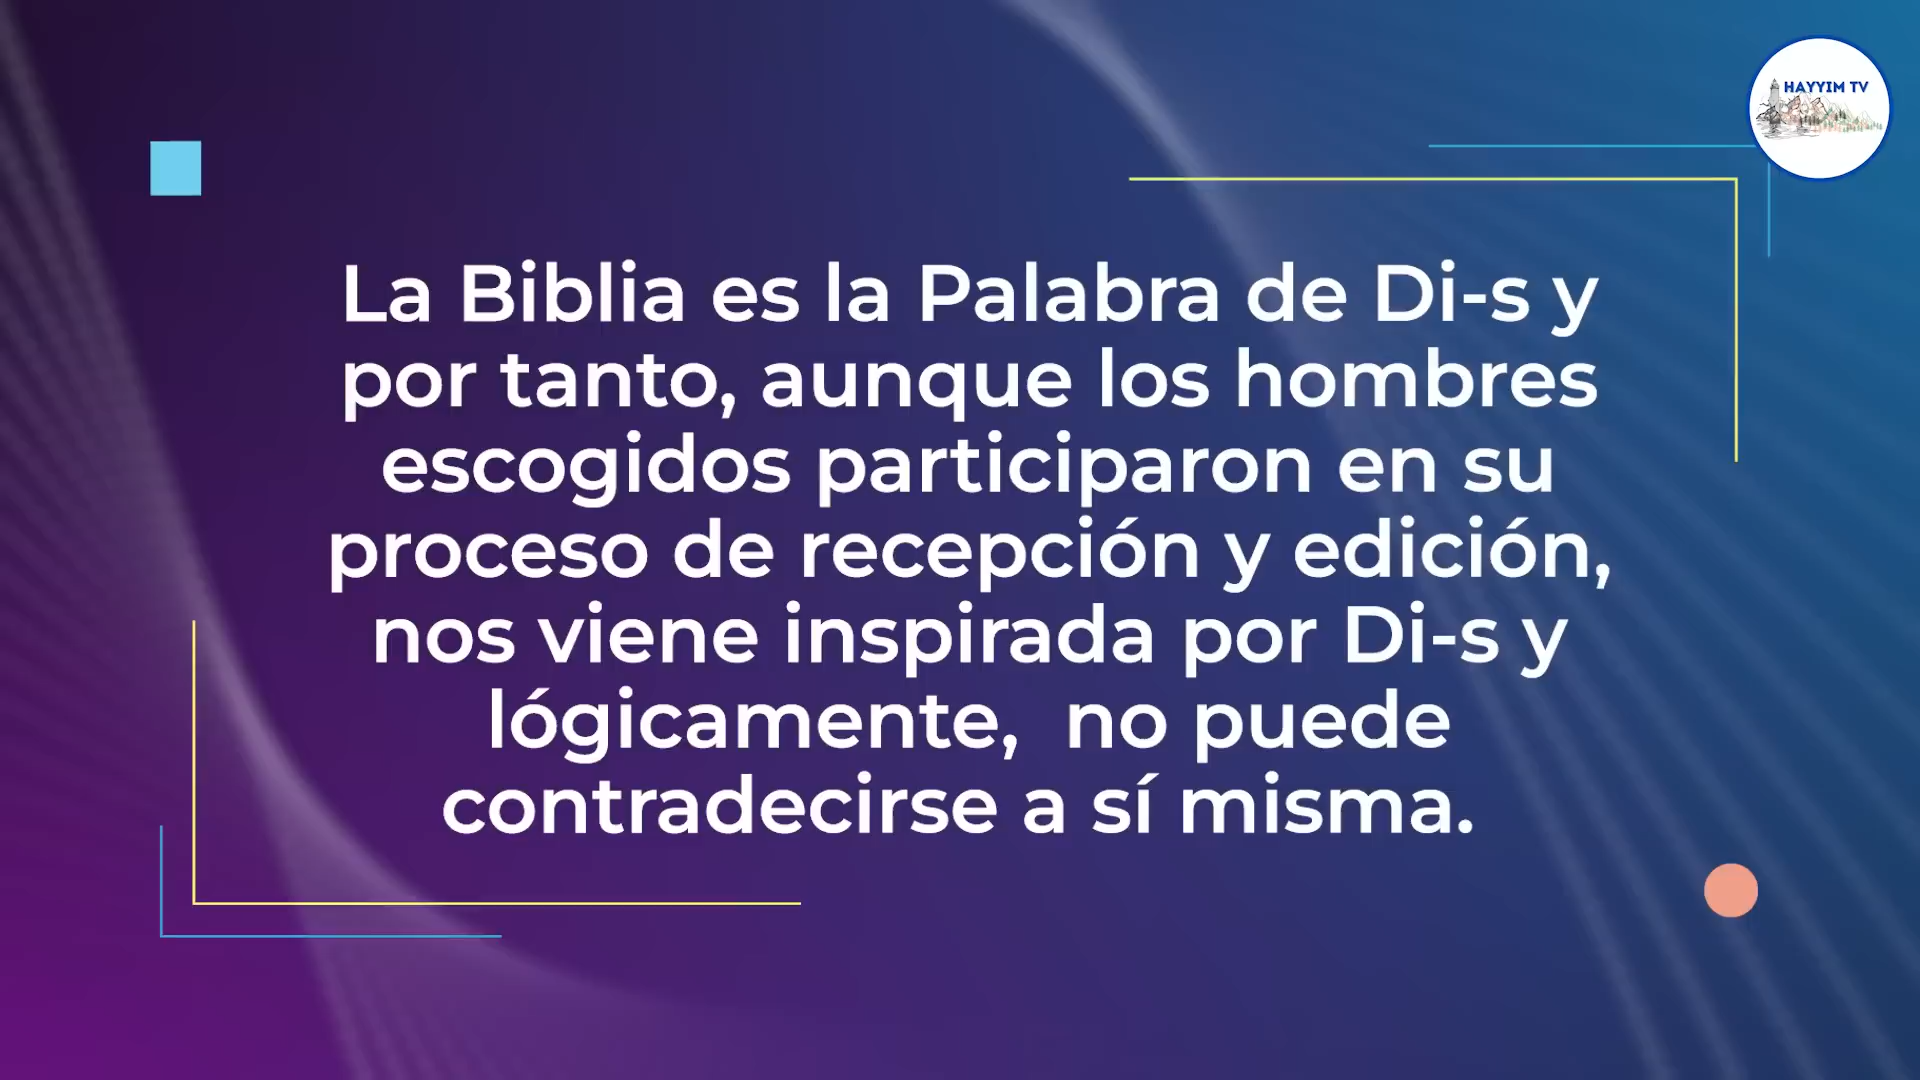 HAYYIM TV
La Biblia es la Palabra de Di-s y
por tanto, aunque los hombres
escogidos participaron en su
proceso de recepción y edición,
nos viene inspirada por Di-s y
lógicamente,  no puede
contradecirse a sí misma.